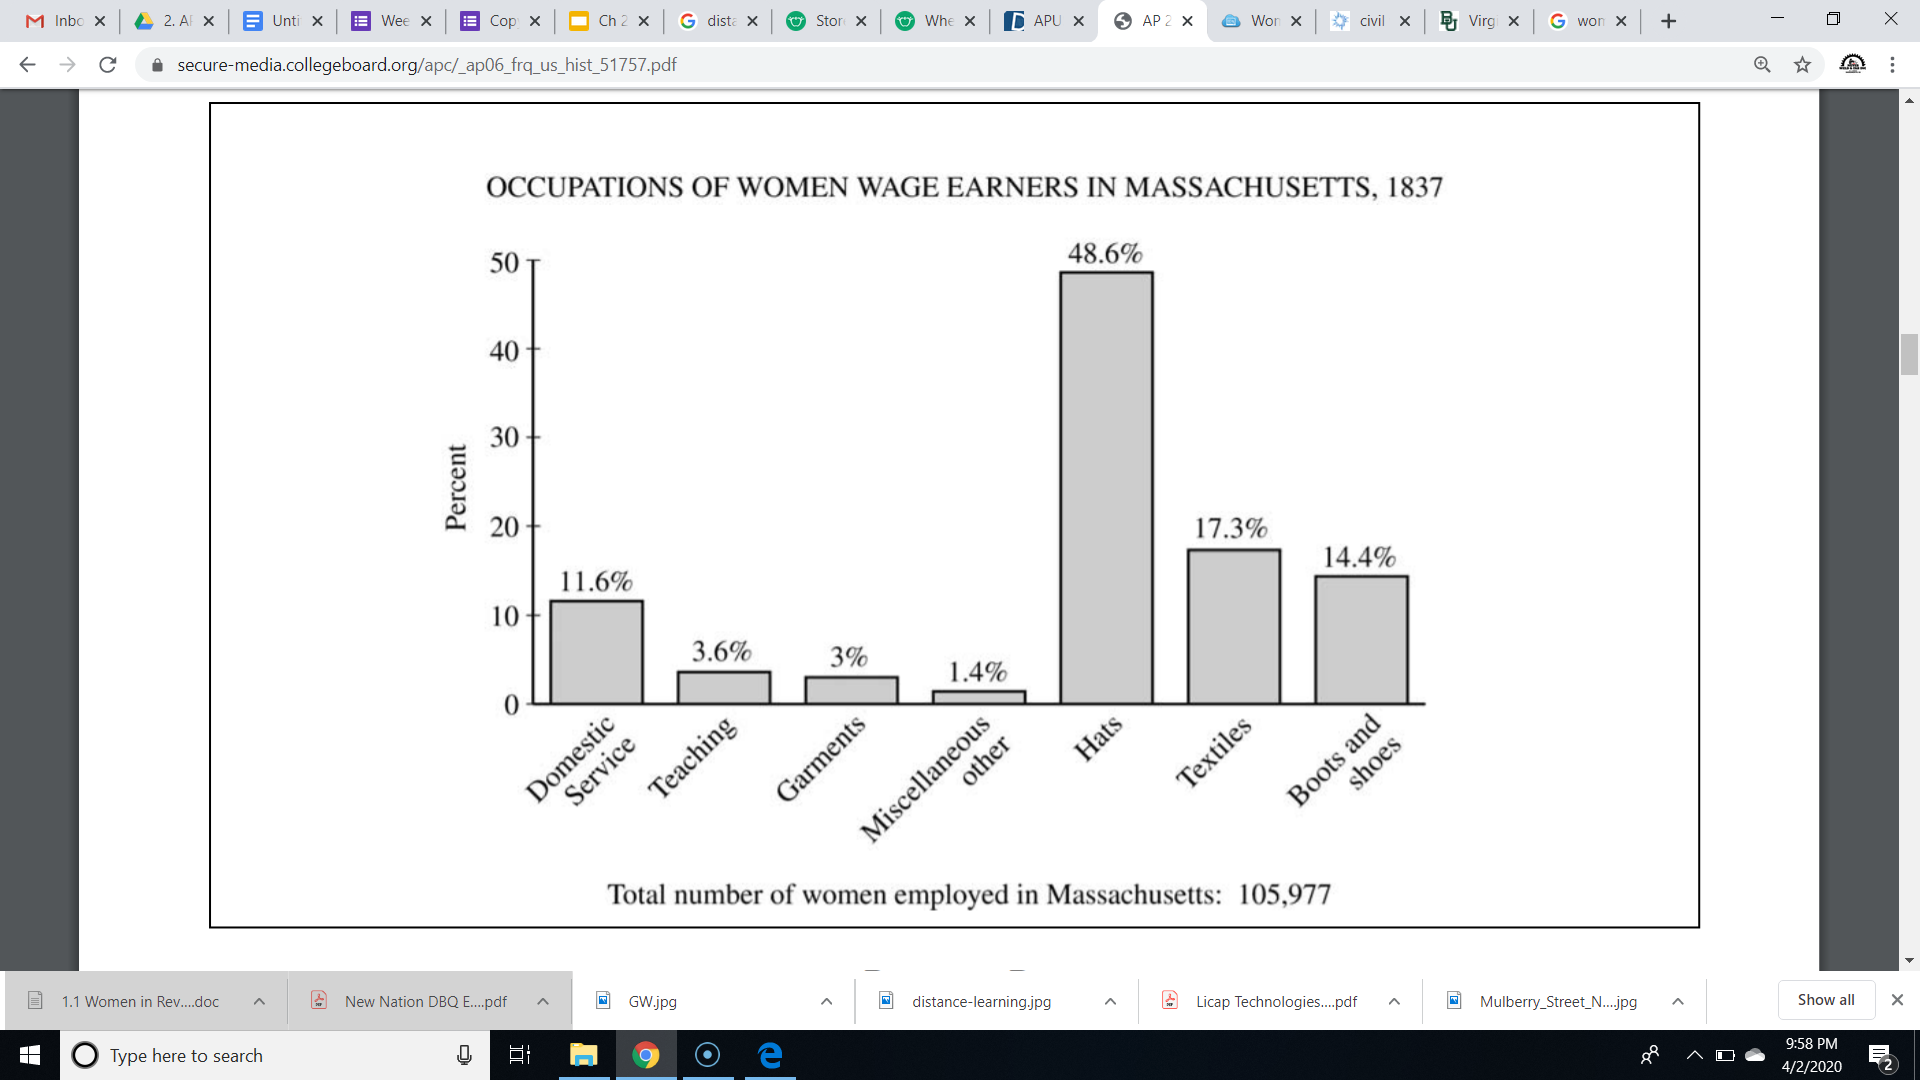 Inbo
2. Al
Unti
Wee
Cop
Ch 2
dista
Stor
Whe
APU
AP 2
Won
civil
Virgi
won
secure-media.collegeboard.org/apc/_ap06_frq_us_hist_51757.pdf
OCCUPATIONS OF WOMEN WAGE EARNERS IN MASSACHUSETTS, 1837
Percent
50
40
30
20
10
0
11.6%
3.6%
3%
1.4%
48.6%
17.3%
14.4%
Domestic
Service
Teaching
Garments
Miscellaneous
other
Hats
Textiles
Boots and
shoes
Total number of women employed in Massachusetts: 105,977
1.1 Women in Rev....doc
New Nation DBQ E....pdf
GW.jpg
distance-learning.jpg
Licap Technologies....pdf
Mulberry_Street_N....jpg
Show all
Type here to search
9:58 PM
4/2/2020
2